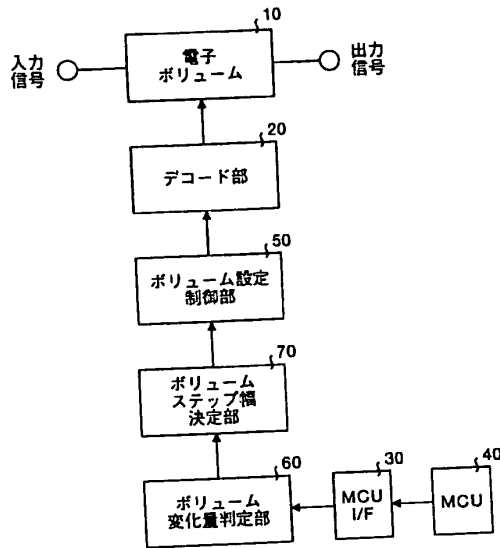 10
入力
信号
電子
ボリューム
出力
信号
20
デコード部
50
ボリューム設定
制御部
70
ボリューム
ステップ幅
決定部
60
ボリューム
変化量判定部
30
MCU
I/F
40
MCU